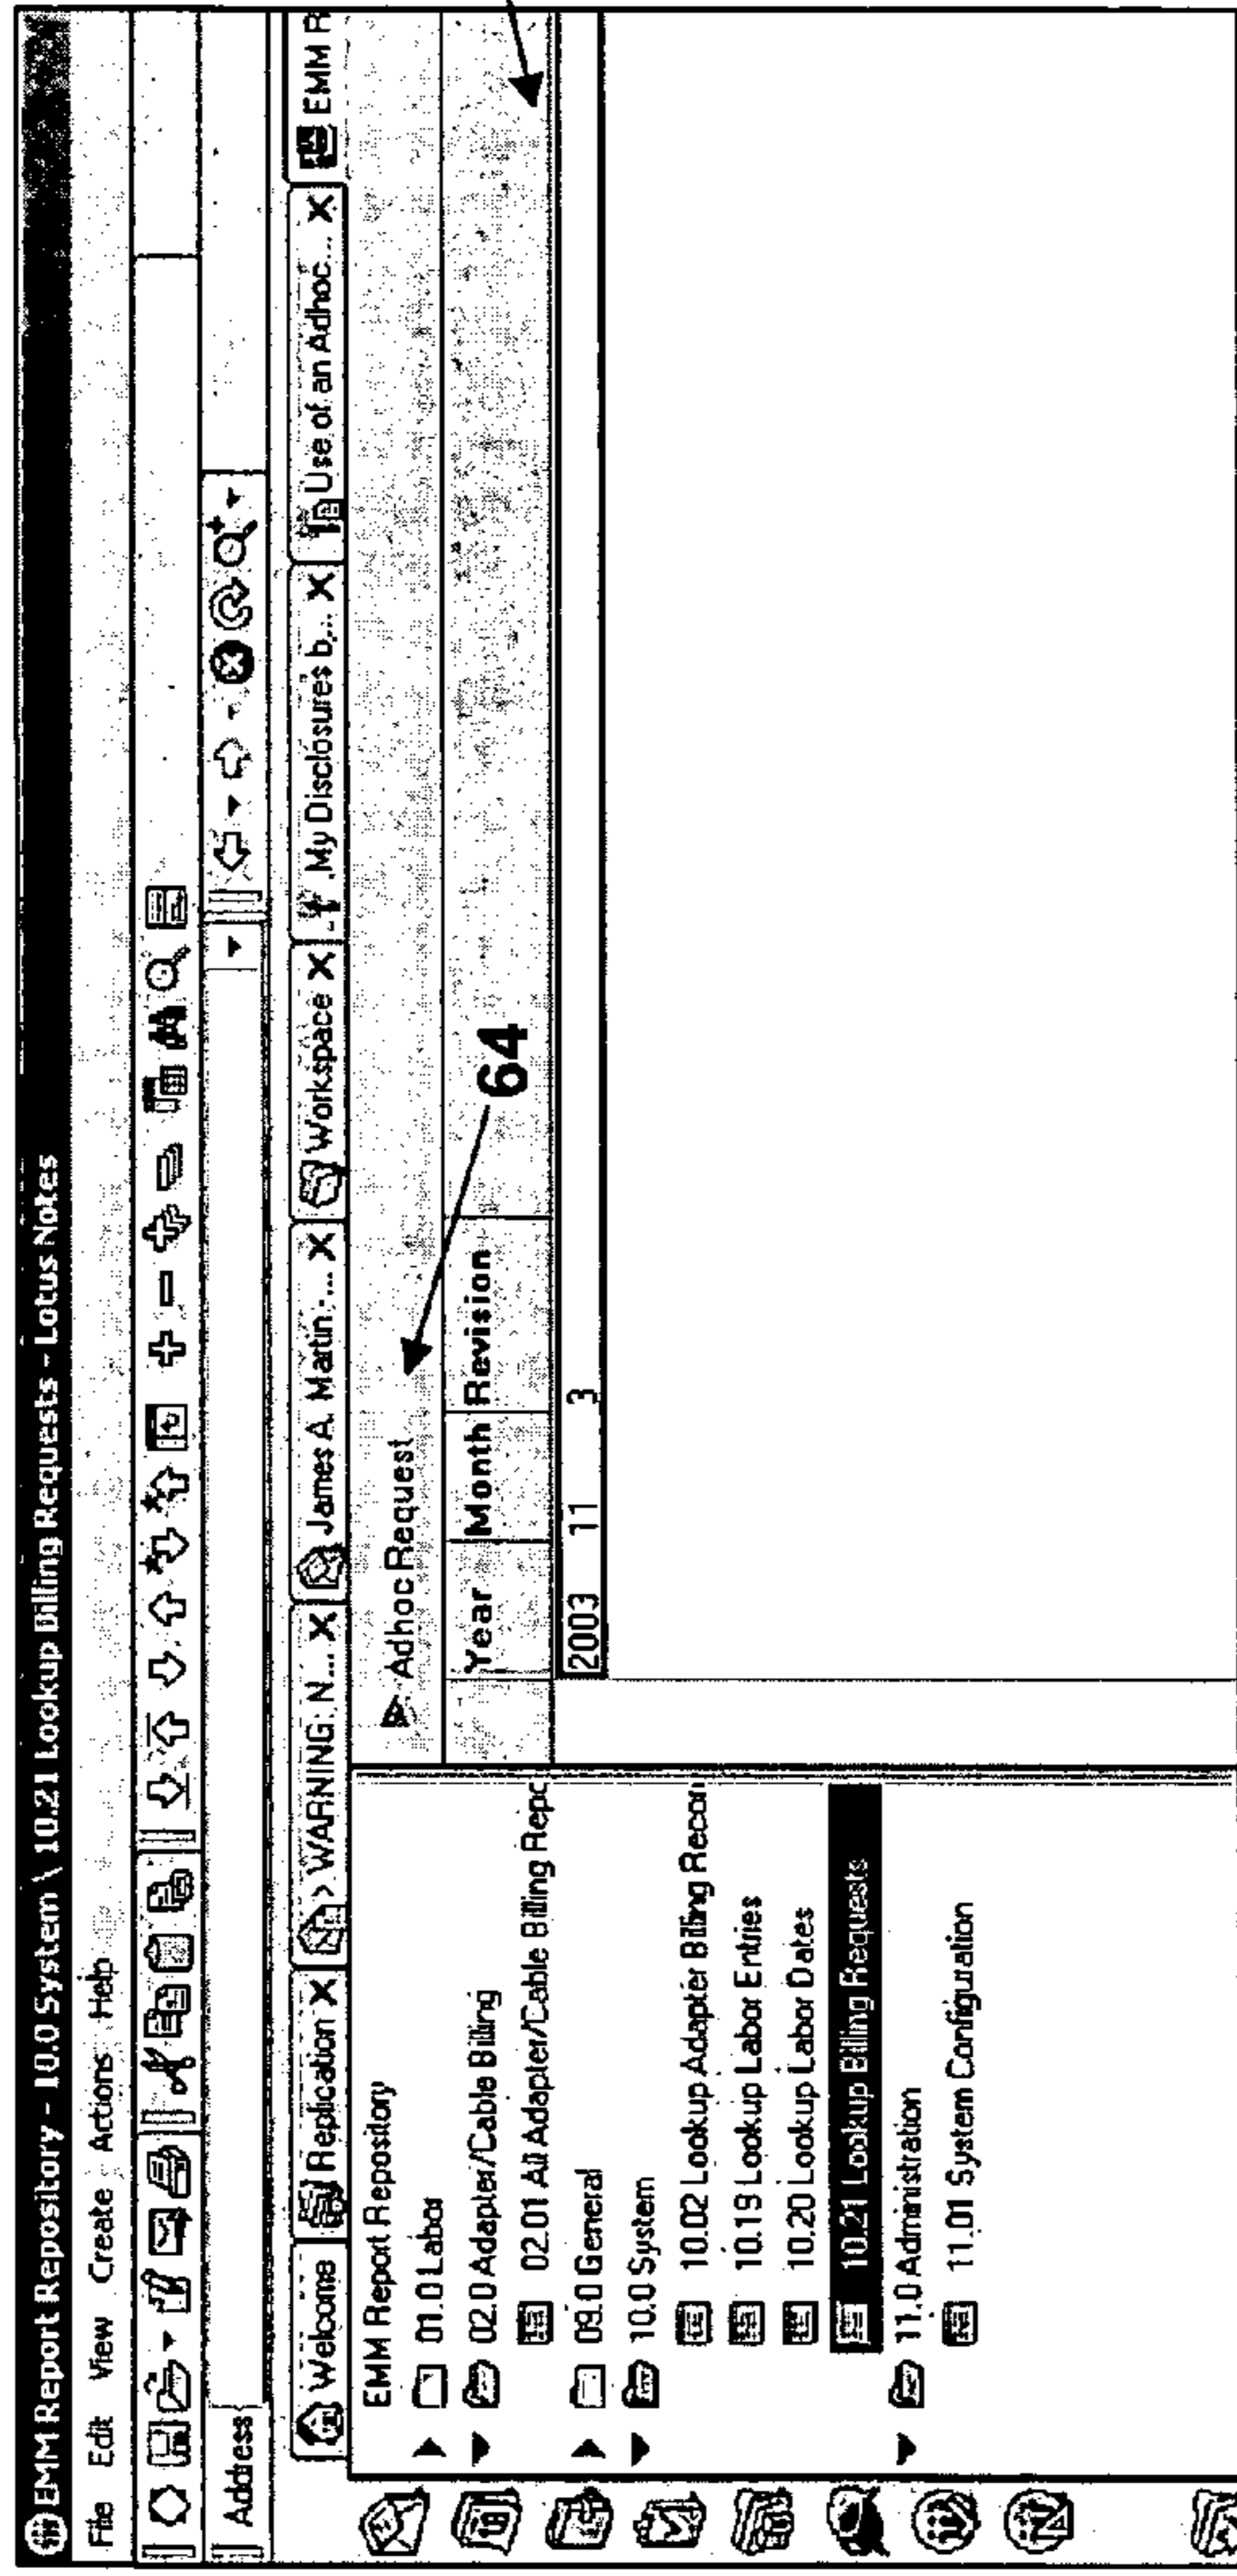 EMM Report Repository - 10.0 System \ 10.21 Lookup Billing Requests - Lotus Notes
File Edit View Create Actions Help
Address
Welcome Replication X > WARNING: N... X James A. Martin -... X Workspace X My Disclosures b... X Use of an Adhoc... X EMM R
EMM Report Repository
01.0 Labor
02.0 Adapter/Cable Billing
02.01 All Adapter/Cable Billing Repo
09.0 General
10.0 System
10.02 Lookup Adapter Billing Recor
10.19 Lookup Labor Entries
10.20 Lookup Labor Dates
10.21 Lookup Billing Requests
11.0 Administration
11.01 System Configuration
Adhoc Request
64
Year Month Revision
2003 11 3